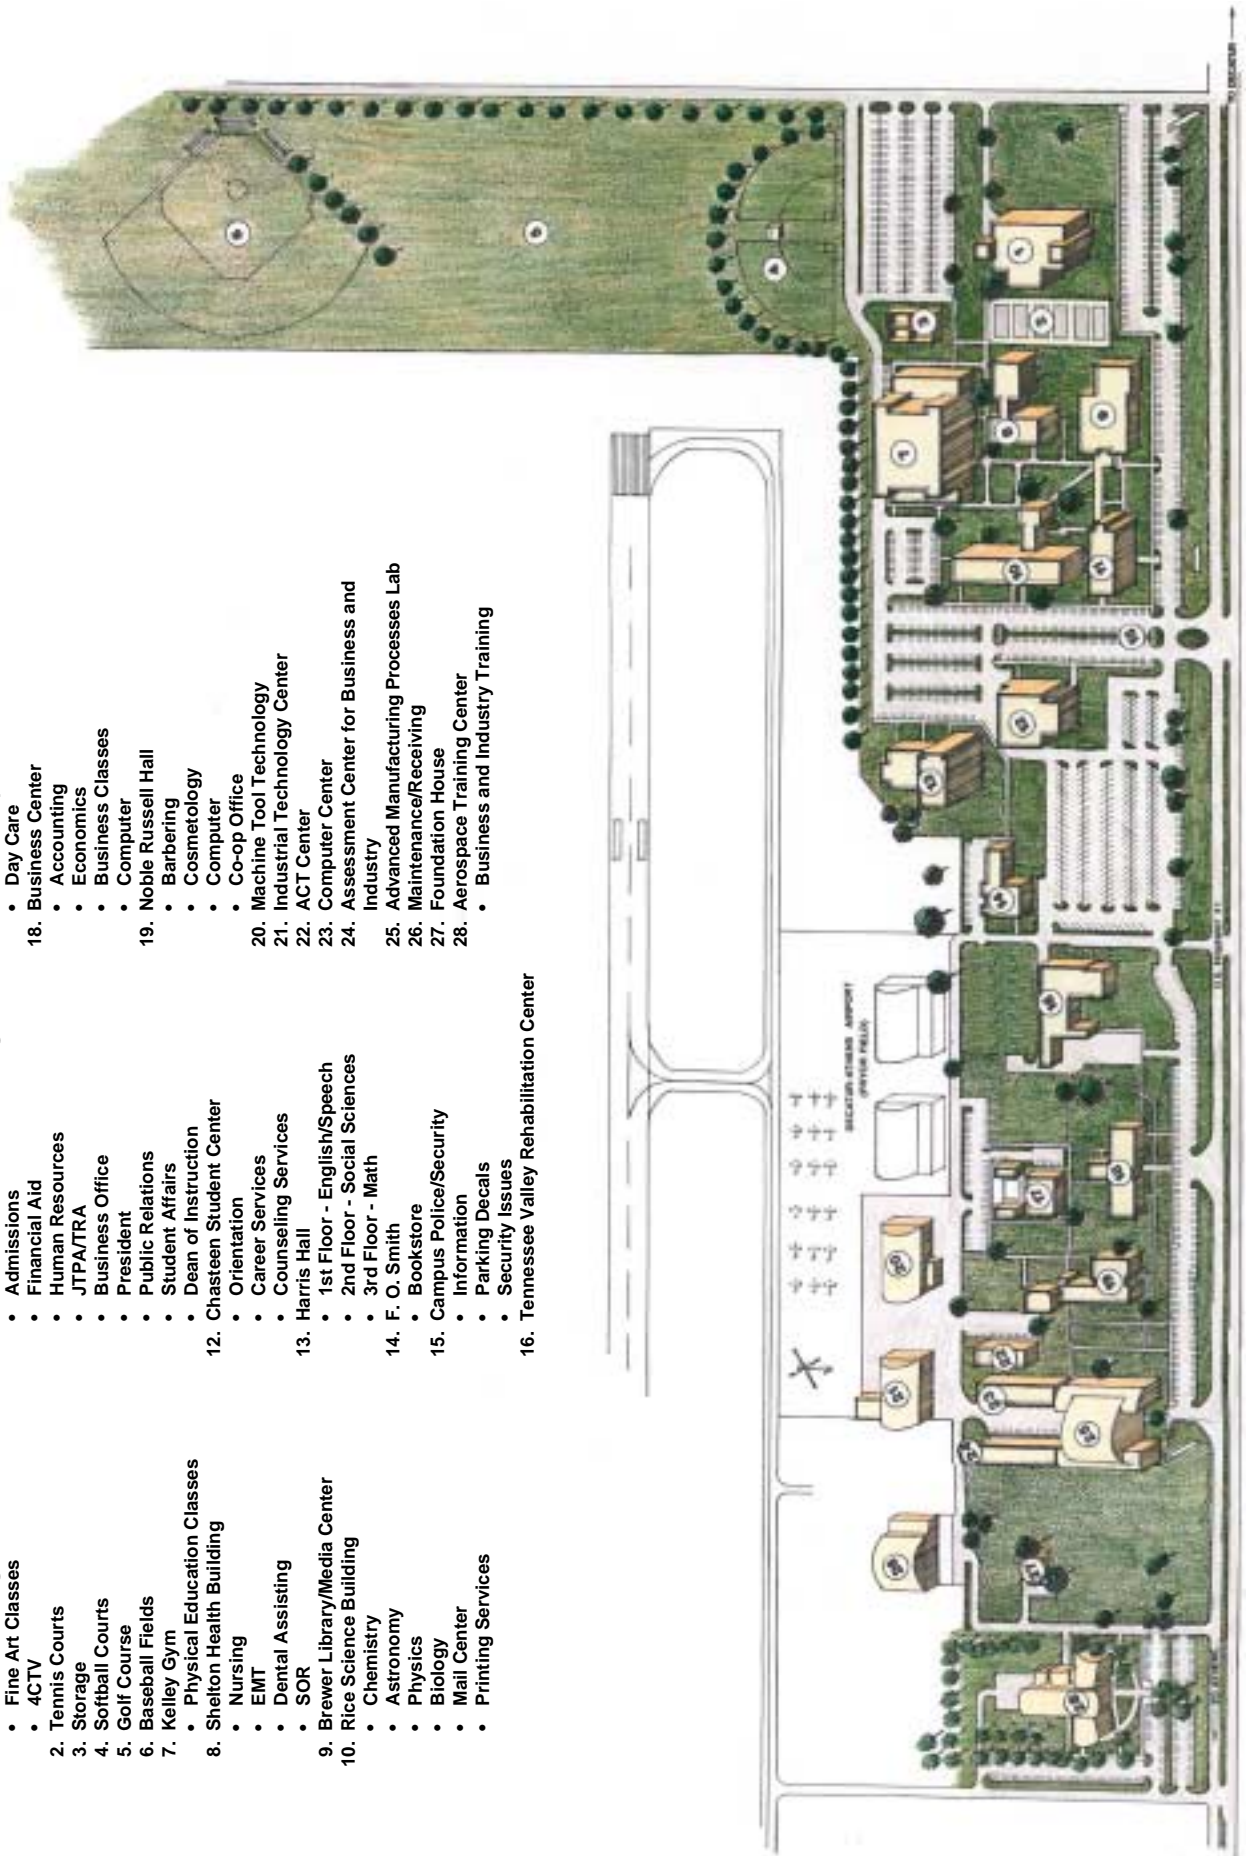 • Fine Art Classes
• 4CTV
2. Tennis Courts
3. Storage
4. Softball Courts
5. Golf Course
6. Baseball Fields
7. Kelley Gym
• Physical Education Classes
8. Shelton Health Building
• Nursing
• EMT
• Dental Assisting
• SOR
9. Brewer Library/Media Center
10. Rice Science Building
• Chemistry
• Astronomy
• Physics
• Biology
• Mail Center
• Printing Services
• Admissions
• Financial Aid
• Human Resources
• JTPA/TRA
• Business Office
• President
• Public Relations
• Student Affairs
• Dean of Instruction
12. Chasteen Student Center
• Orientation
• Career Services
• Counseling Services
13. Harris Hall
• 1st Floor - English/Speech
• 2nd Floor - Social Sciences
• 3rd Floor - Math
14. F. O. Smith
• Bookstore
15. Campus Police/Security
• Information
• Parking Decals
• Security Issues
16. Tennessee Valley Rehabilitation Center
• Day Care
18. Business Center
• Accounting
• Economics
• Business Classes
• Computer
19. Noble Russell Hall
• Barbering
• Cosmetology
• Computer
• Co-op Office
20. Machine Tool Technology
21. Industrial Technology Center
22. ACT Center
23. Computer Center
24. Assessment Center for Business and
Industry
25. Advanced Manufacturing Processes Lab
26. Maintenance/Receiving
27. Foundation House
28. Aerospace Training Center
• Business and Industry Training
DECATUR-ATHENS AIRPORT
(PRYOR FIELD)
TO DECATUR